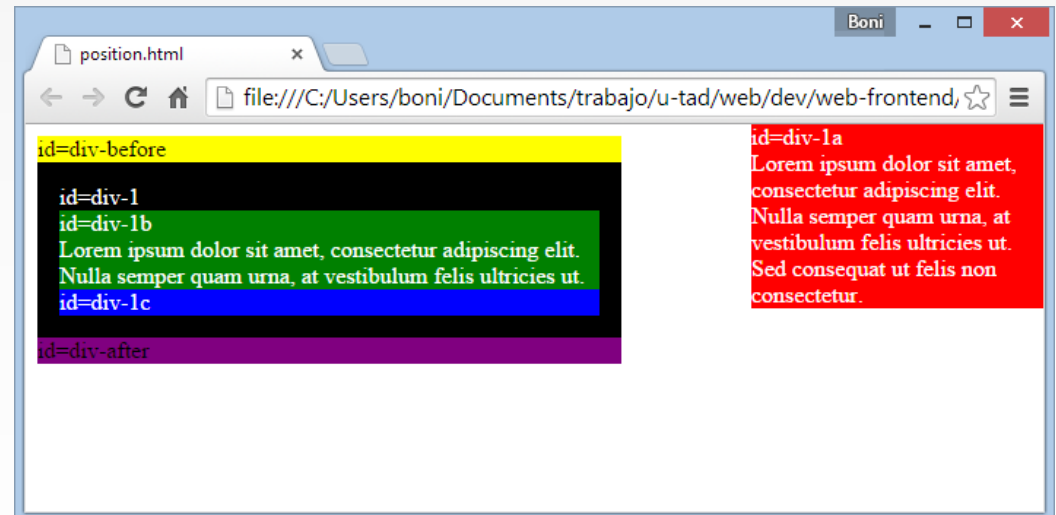 Boni
position.html
file:///C:/Users/boni/Documents/trabajo/u-tad/web/dev/web-frontend,
id=div-before
id=div-1
id=div-1b
Lorem ipsum dolor sit amet, consectetur adipiscing elit.
Nulla semper quam urna, at vestibulum felis ultricies ut.
id=div-1c
id=div-after
id=div-1a
Lorem ipsum dolor sit amet,
consectetur adipiscing elit.
Nulla semper quam urna, at
vestibulum felis ultricies ut.
Sed consequat ut felis non
consectetur.